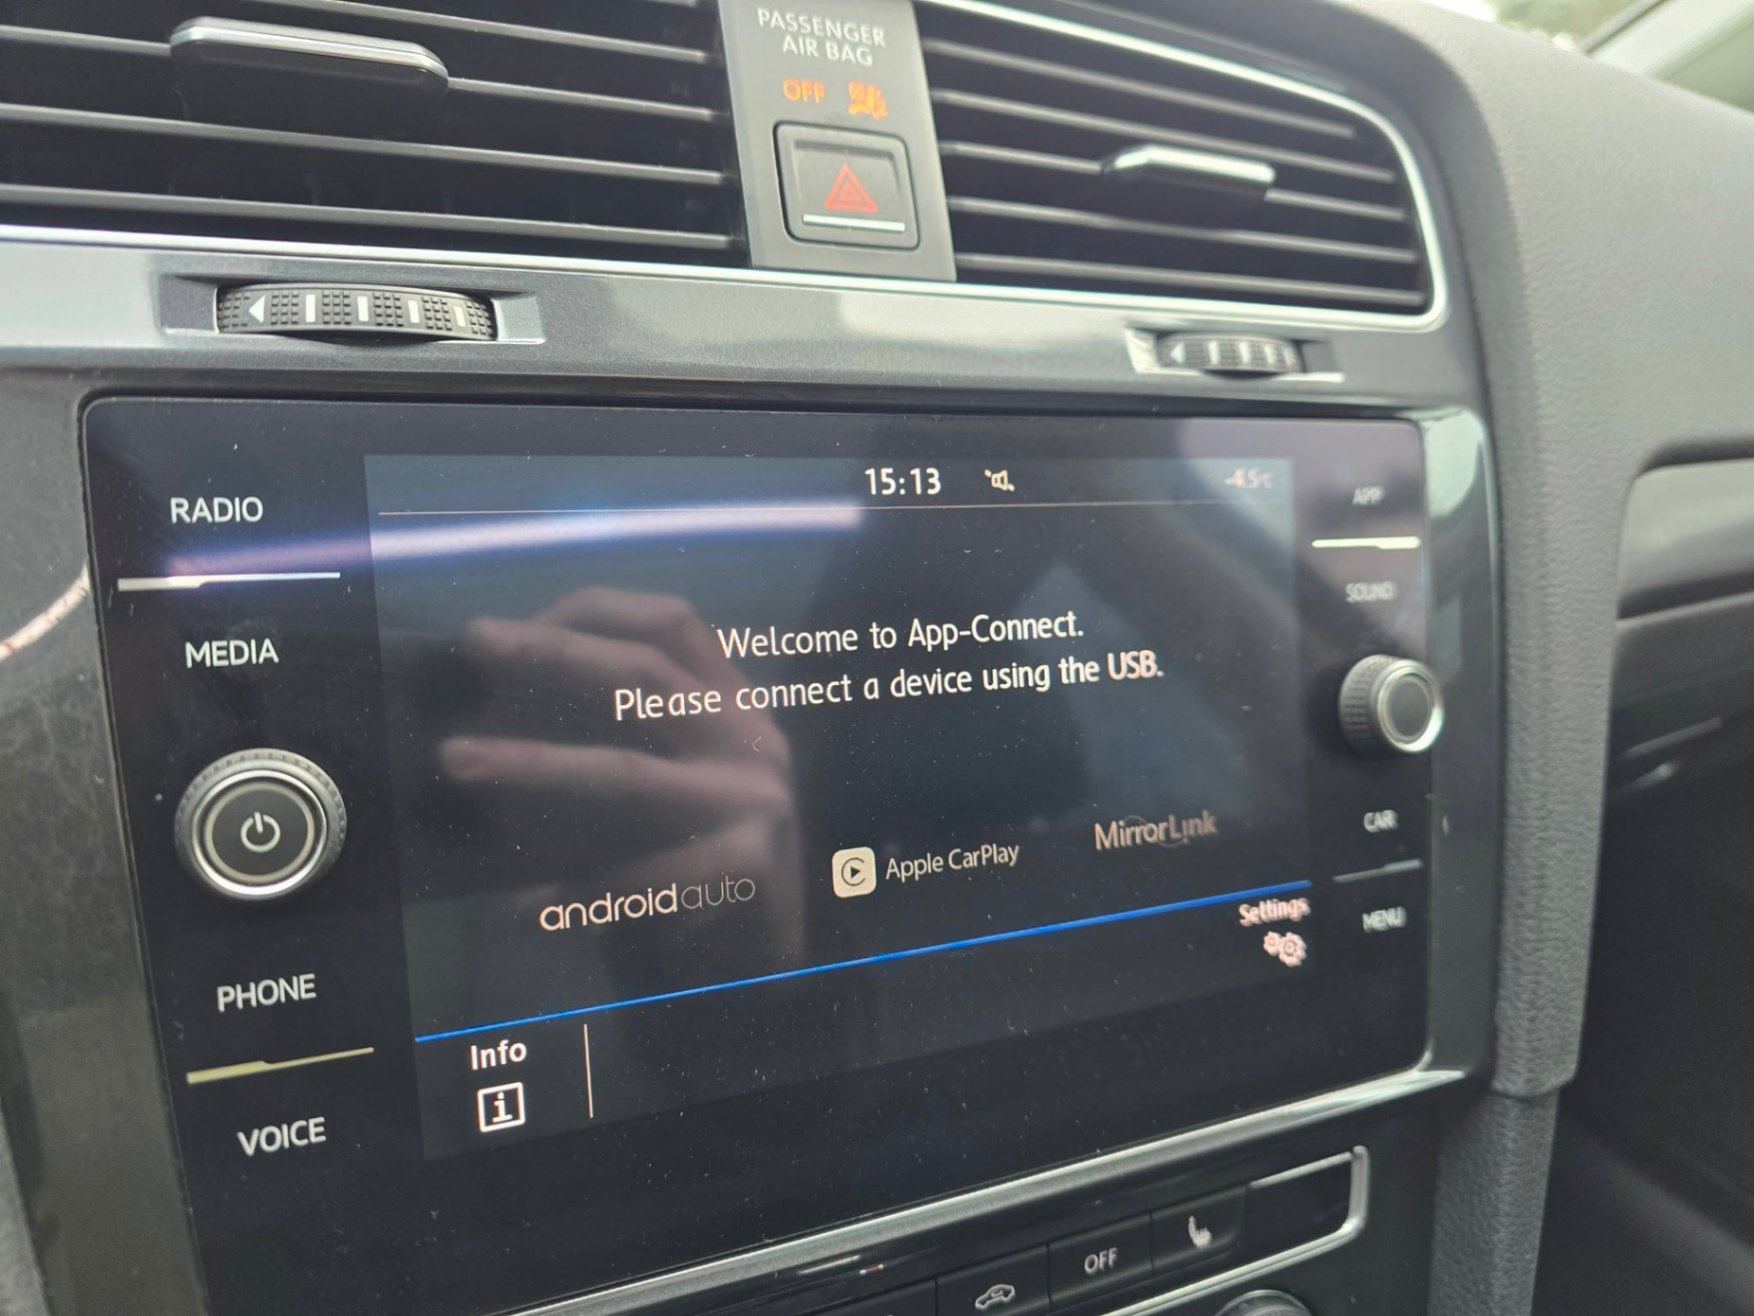 PASSENGER
AIR BAG
OFF
15:13
-4.5°C
RADIO
MEDIA
PHONE
VOICE
Welcome to App-Connect.
Please connect a device using the USB.
androidauto
Apple CarPlay
MirrorLink
Settings
Info
i
APP
SOUND
CAR
MENU
OFF